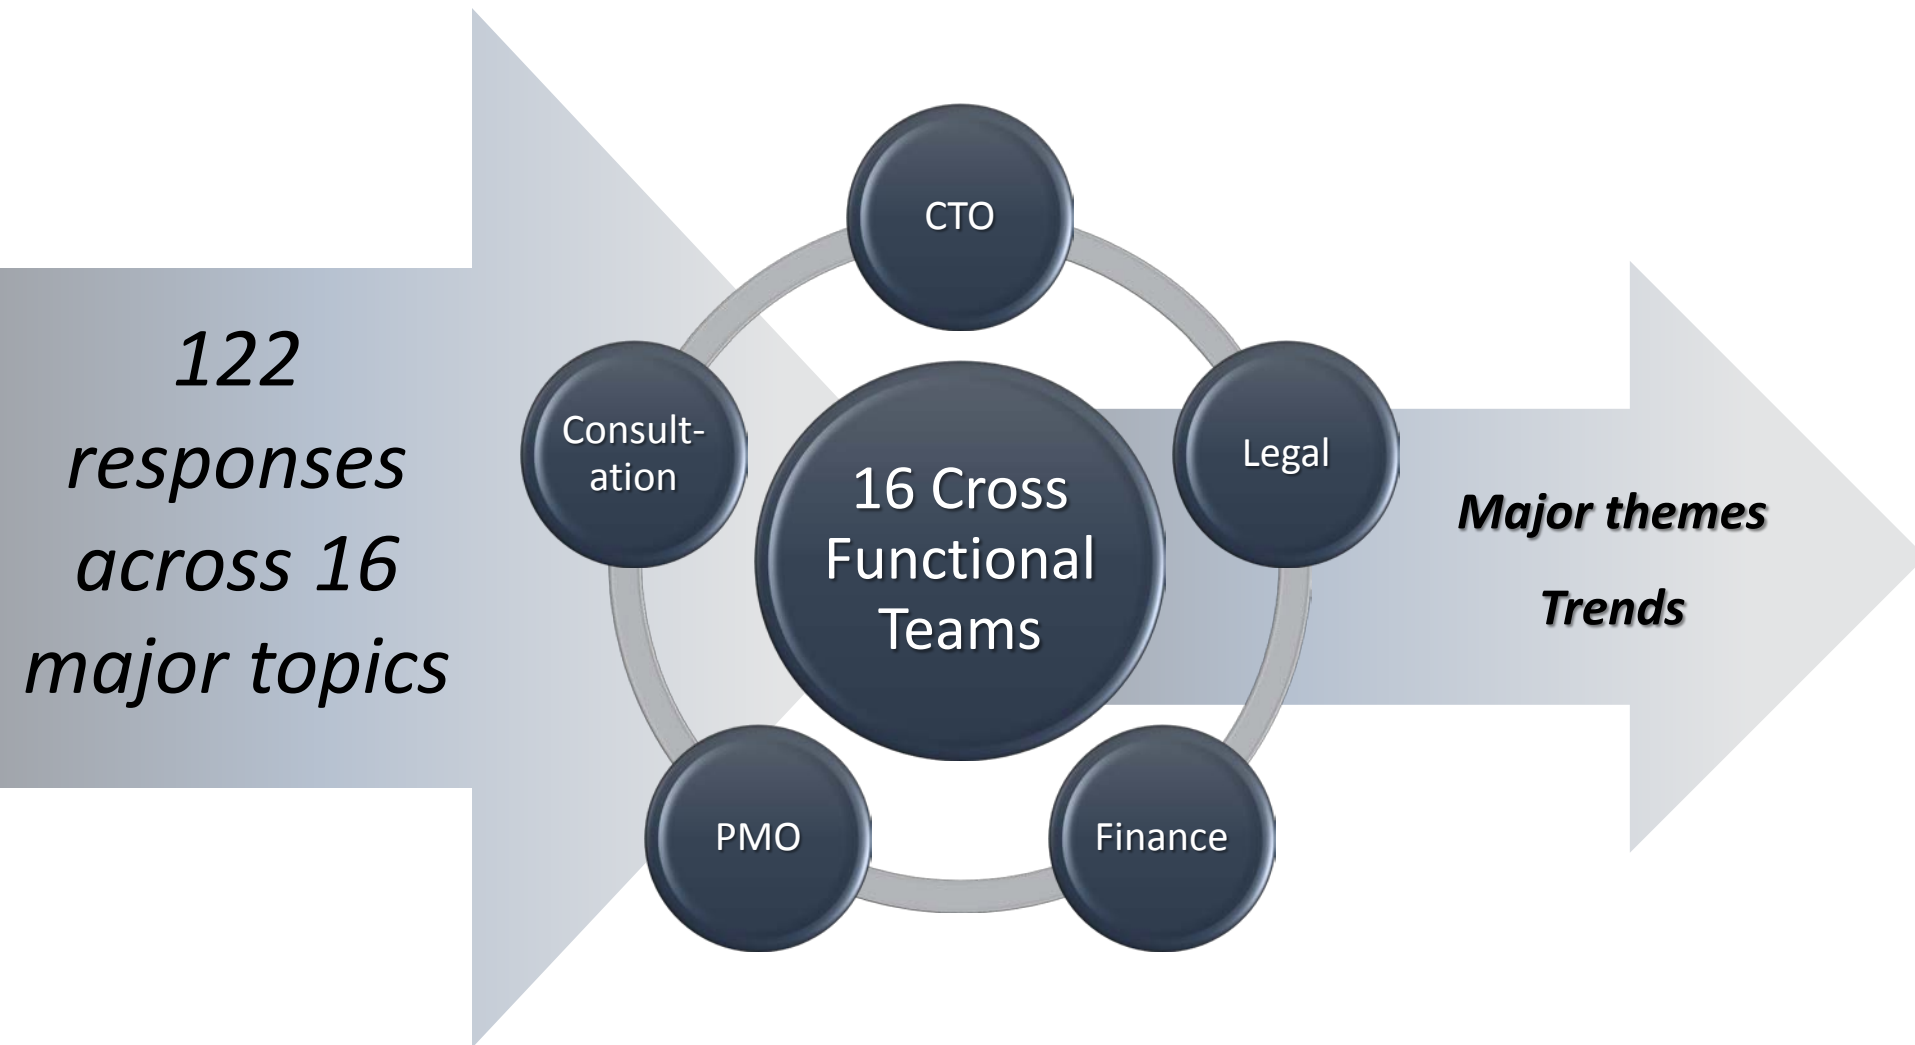 122
responses
across 16
major topics
CTO
Consult-
ation
Legal
16 Cross
Functional
Teams
PMO
Finance
Major themes
Trends